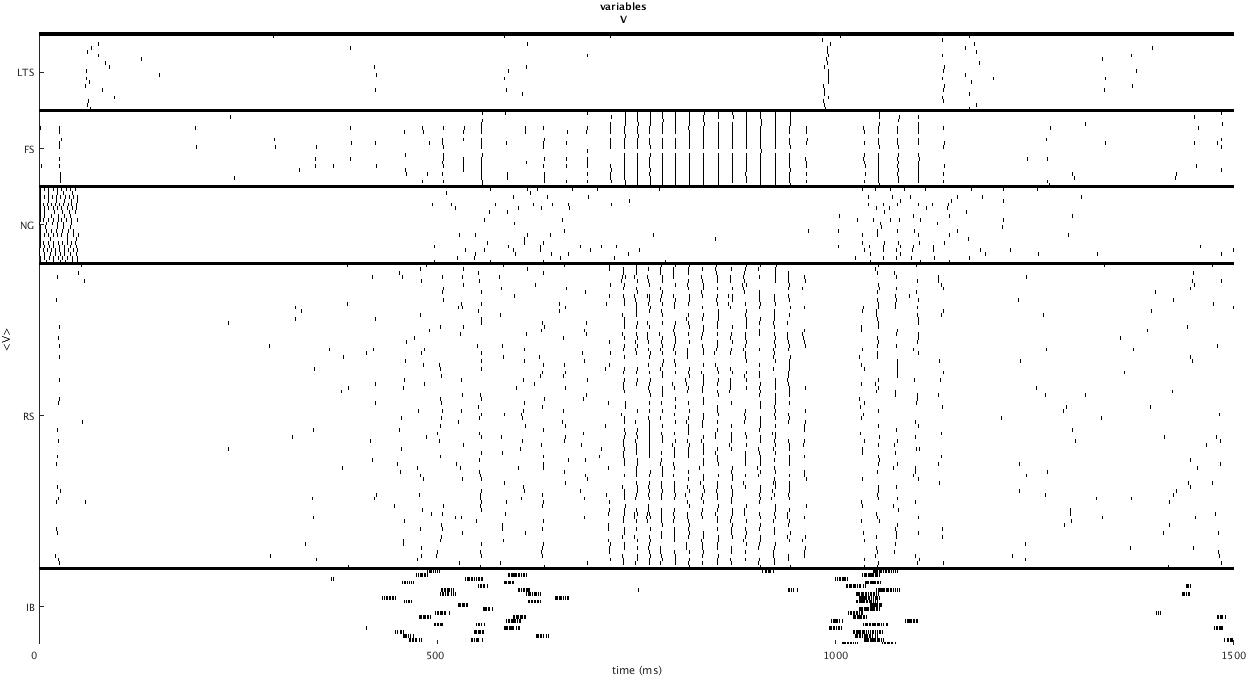 variables
V
LTS
FS
NG
RS
IB
<V>
0
500
1000
1500
time (ms)